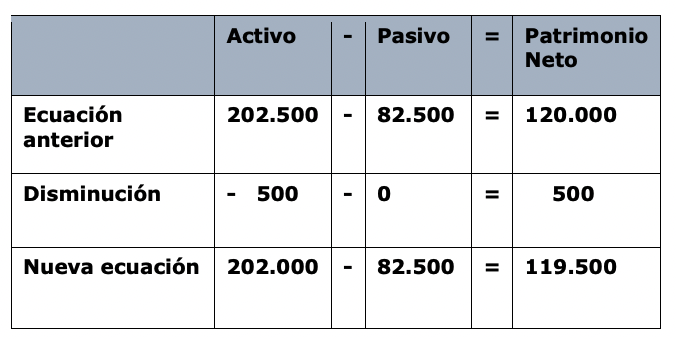 Activo - Pasivo = Patrimonio
Neto
Ecuación
anterior 202.500 - 82.500 = 120.000
Disminución - 500 - 0 = 500
Nueva ecuación 202.000 - 82.500 = 119.500